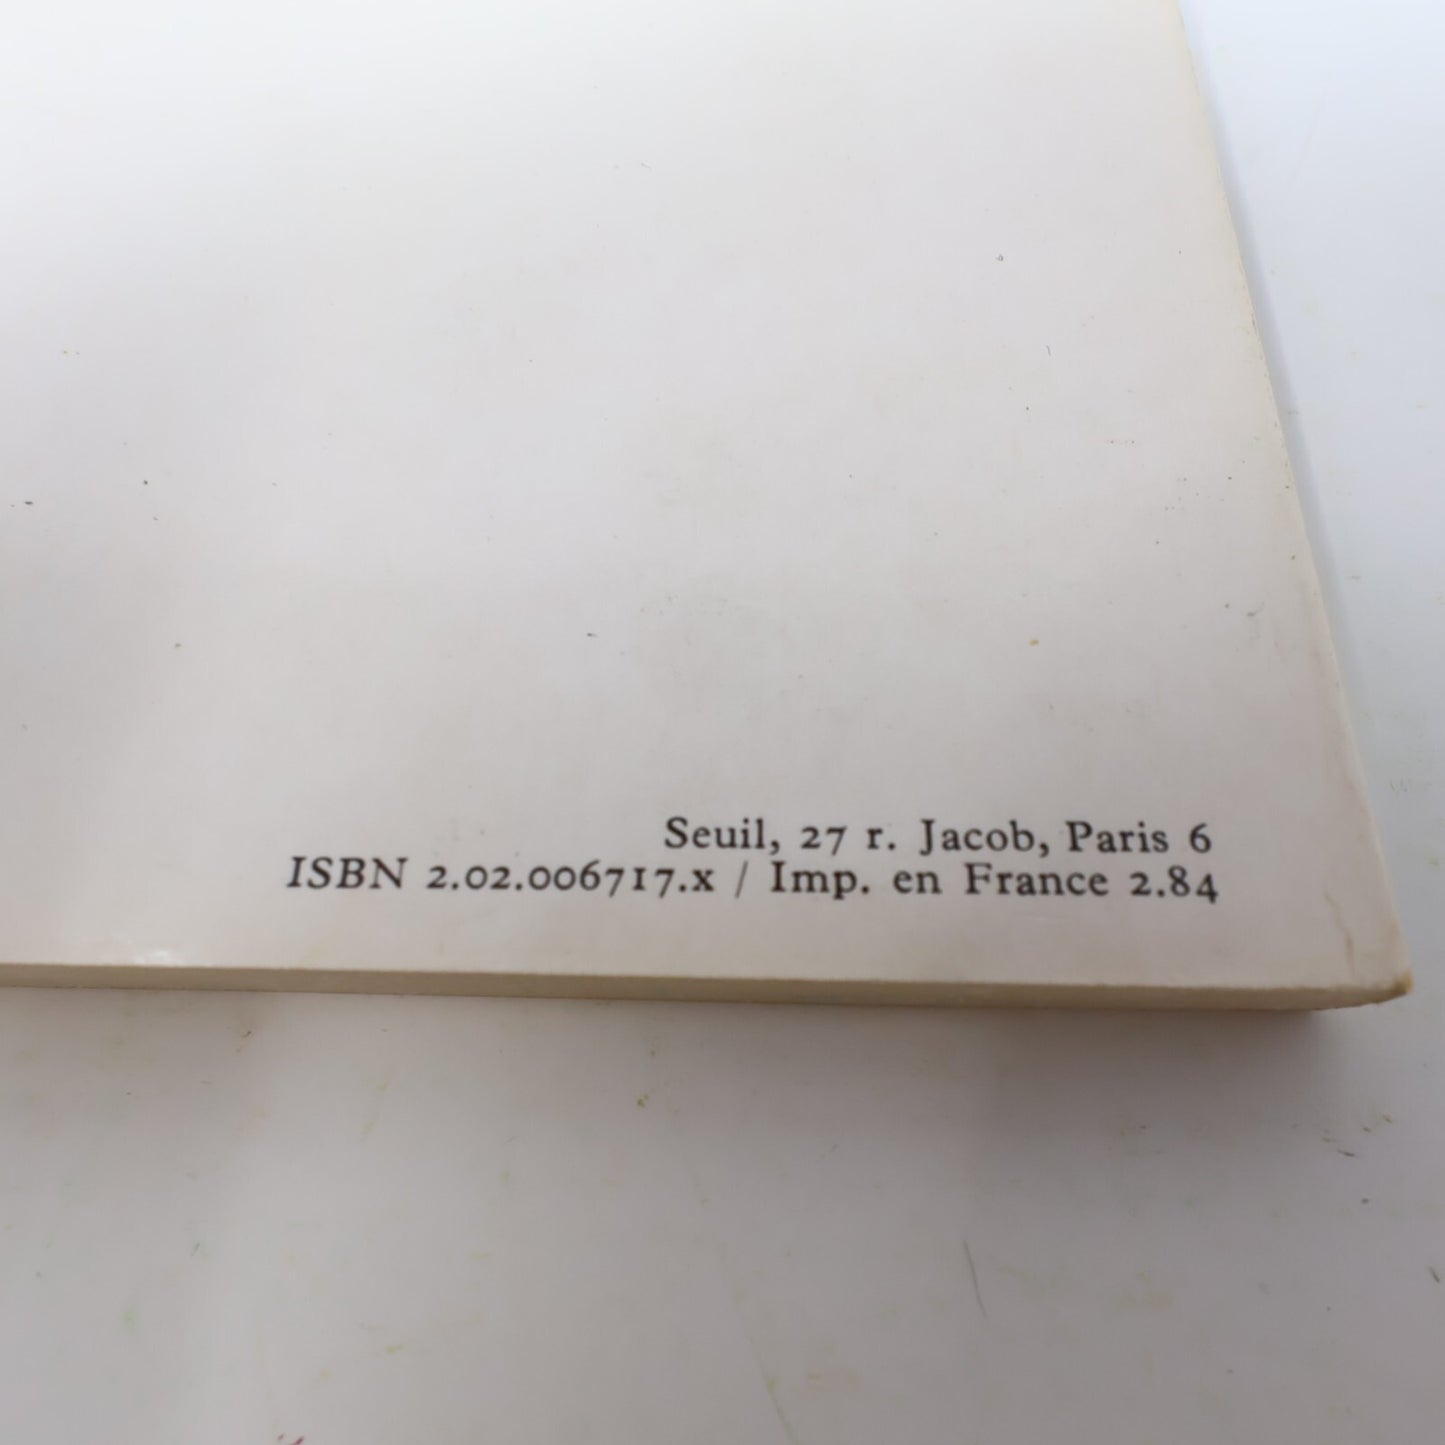 Seuil, 27 r. Jacob, Paris 6
ISBN 2.02.006717.x / Imp. en France 2.84